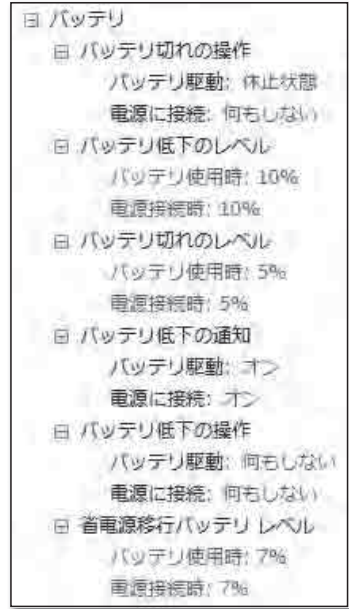 バッテリ
バッテリ切れの操作
バッテリ駆動: 休止状態
電源に接続: 何もしない
バッテリ低下のレベル
バッテリ使用時: 10%
電源接続時: 10%
バッテリ切れのレベル
バッテリ使用時: 5%
電源接続時: 5%
バッテリ低下の通知
バッテリ駆動: オン
電源に接続: オン
バッテリ低下の操作
バッテリ駆動: 何もしない
電源に接続: 何もしない
省電源移行バッテリ レベル
バッテリ使用時: 7%
電源接続時: 7%